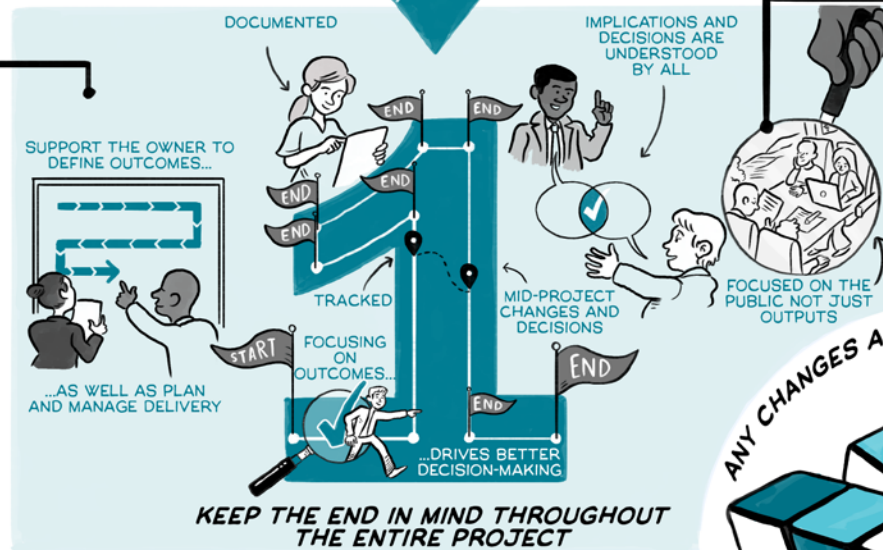 DOCUMENTED
IMPLICATIONS AND
DECISIONS ARE
UNDERSTOOD
BY ALL
SUPPORT THE OWNER TO
DEFINE OUTCOMES...
END
END
END
END
END
TRACKED
MID-PROJECT
CHANGES AND
DECISIONS
FOCUSED ON THE
PUBLIC NOT JUST
OUTPUTS
START
FOCUSING
ON
OUTCOMES...
END
END
...AS WELL AS PLAN
AND MANAGE DELIVERY
...DRIVES BETTER
DECISION-MAKING
ANY CHANGES A
KEEP THE END IN MIND THROUGHOUT
THE ENTIRE PROJECT